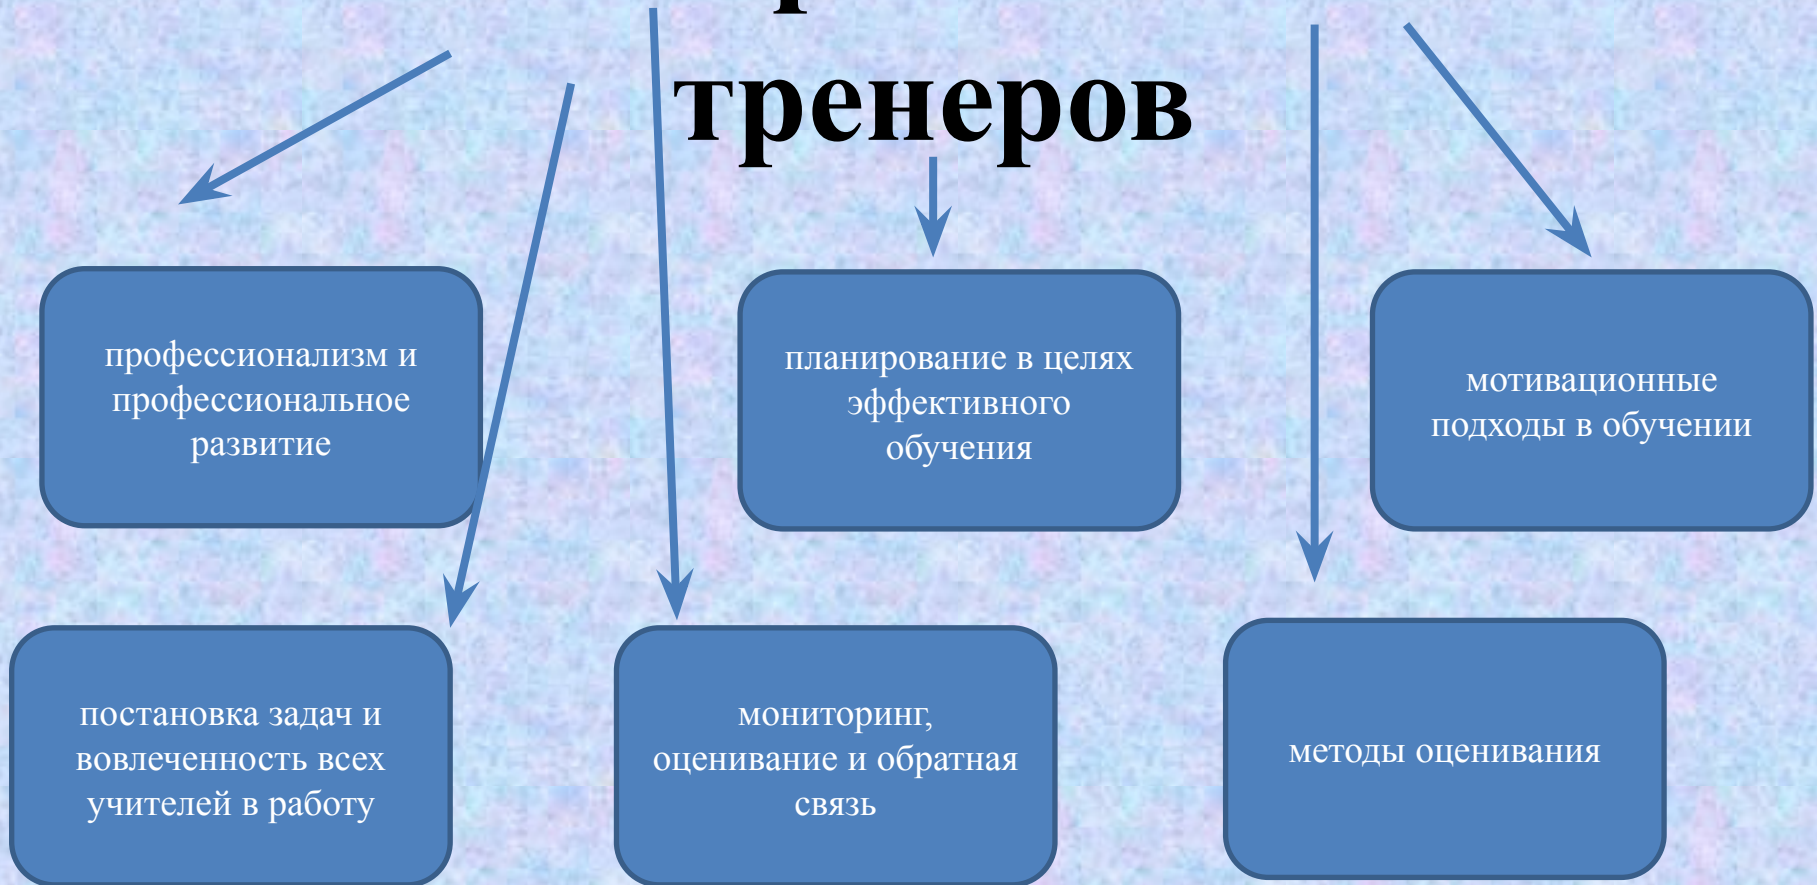 тренеров
профессионализм и
профессиональное
развитие
планирование в целях
эффективного
обучения
мотивационные
подходы в обучении
постановка задач и
вовлеченность всех
учителей в работу
мониторинг,
оценивание и обратная
связь
методы оценивания